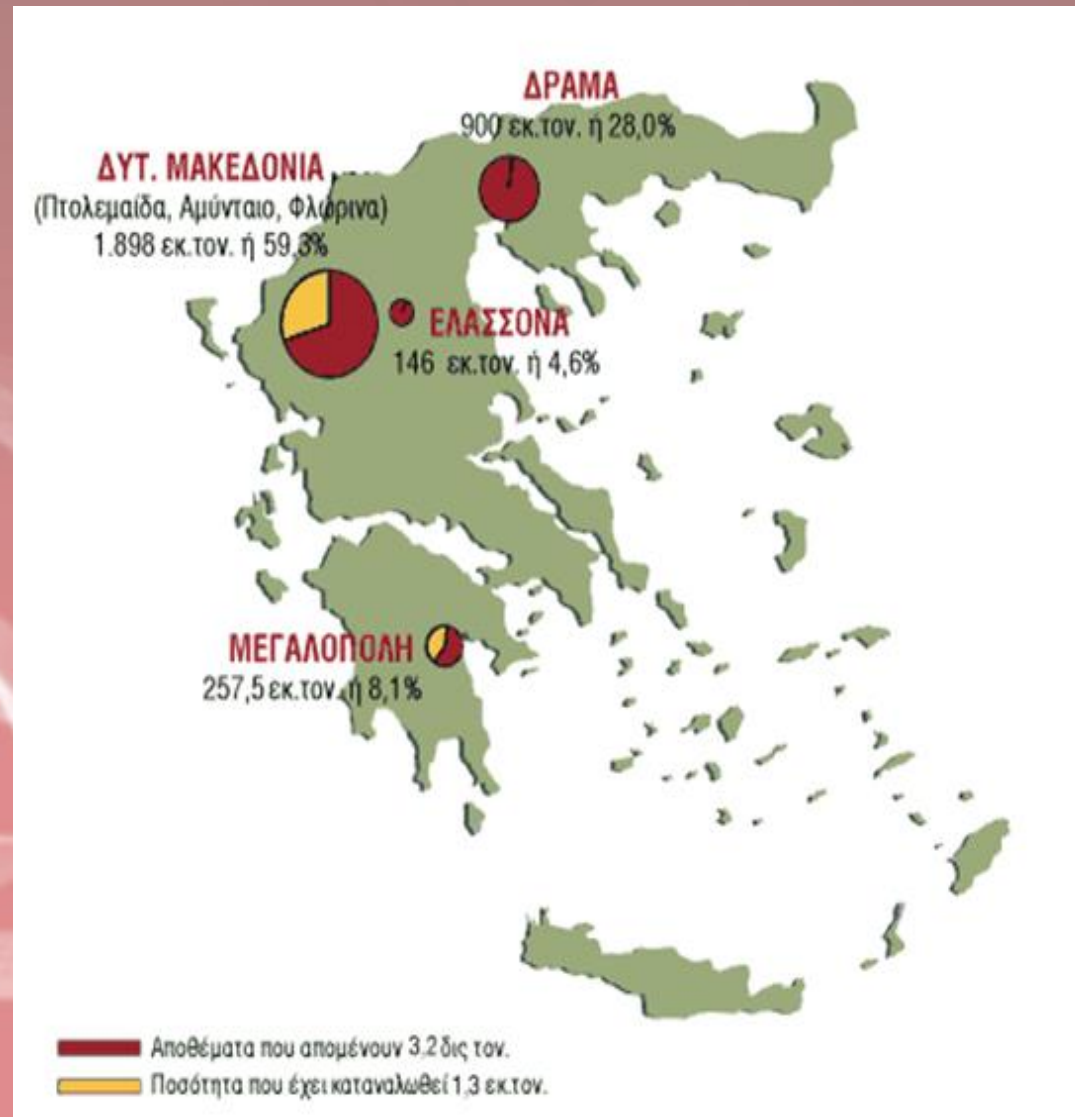 ΔΡΑΜΑ
900 εκ.τον. ή 28,0%
ΔΥΤ. ΜΑΚΕΔΟΝΙΑ
(Πτολεμαίδα, Αμύνταιο, Φλώρινα)
1.898 εκ.τον. ή 59,3%
ΕΛΑΣΣΟΝΑ
146 εκ.τον. ή 4,6%
ΜΕΓΑΛΟΠΟΛΗ
257,5 εκ.τον. ή 8,1%
Αποθέματα που απομένουν 3,2 δις τον.
Ποσότητα που έχει καταναλωθεί 1,3 εκ.τον.